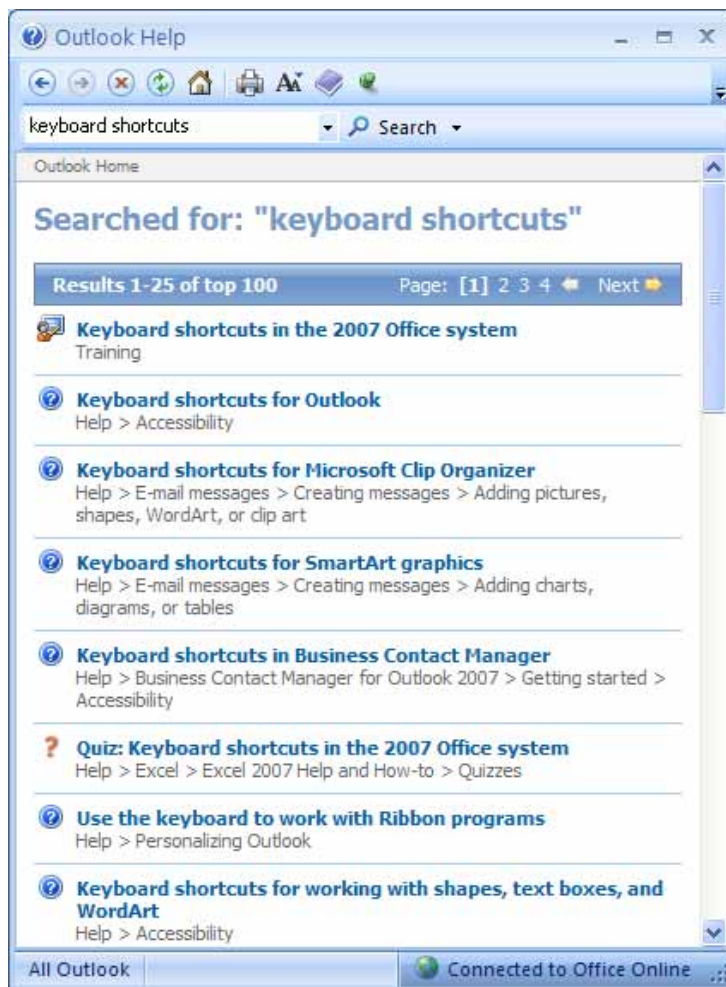 Outlook Help
keyboard shortcuts
Search
Outlook Home
Searched for: "keyboard shortcuts"
Results 1-25 of top 100 Page: [1] 2 3 4 Next
Keyboard shortcuts in the 2007 Office system
Training
Keyboard shortcuts for Outlook
Help > Accessibility
Keyboard shortcuts for Microsoft Clip Organizer
Help > E-mail messages > Creating messages > Adding pictures,
shapes, WordArt, or clip art
Keyboard shortcuts for SmartArt graphics
Help > E-mail messages > Creating messages > Adding charts,
diagrams, or tables
Keyboard shortcuts in Business Contact Manager
Help > Business Contact Manager for Outlook 2007 > Getting started >
Accessibility
Quiz: Keyboard shortcuts in the 2007 Office system
Help > Excel > Excel 2007 Help and How-to > Quizzes
Use the keyboard to work with Ribbon programs
Help > Personalizing Outlook
Keyboard shortcuts for working with shapes, text boxes, and
WordArt
Help > Accessibility
All Outlook Connected to Office Online